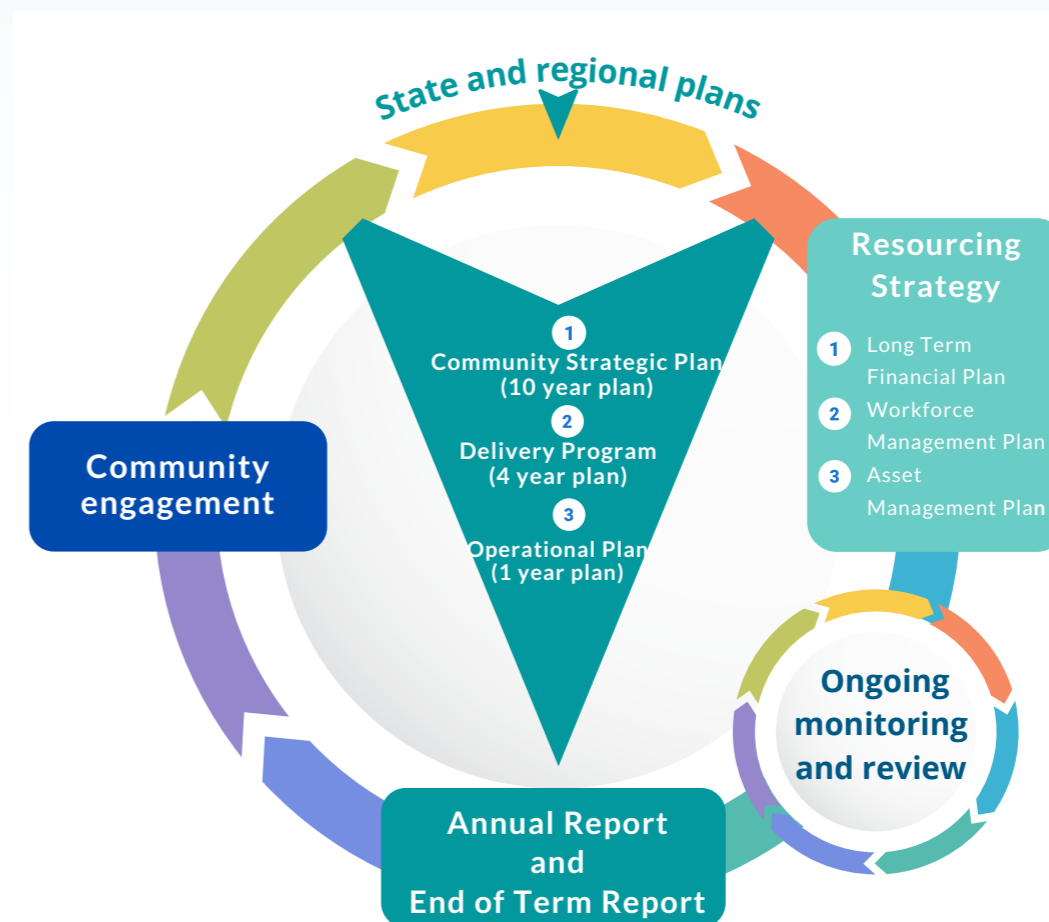 State and regional plans
Resourcing
Strategy
1 Long Term
Financial Plan
2 Workforce
Management Plan
3 Asset
Management Plan
1
Community Strategic Plan
(10 year plan)
2
Delivery Program
(4 year plan)
3
Operational Plan
(1 year plan)
Community
engagement
Ongoing
monitoring
and review
Annual Report
and
End of Term Report